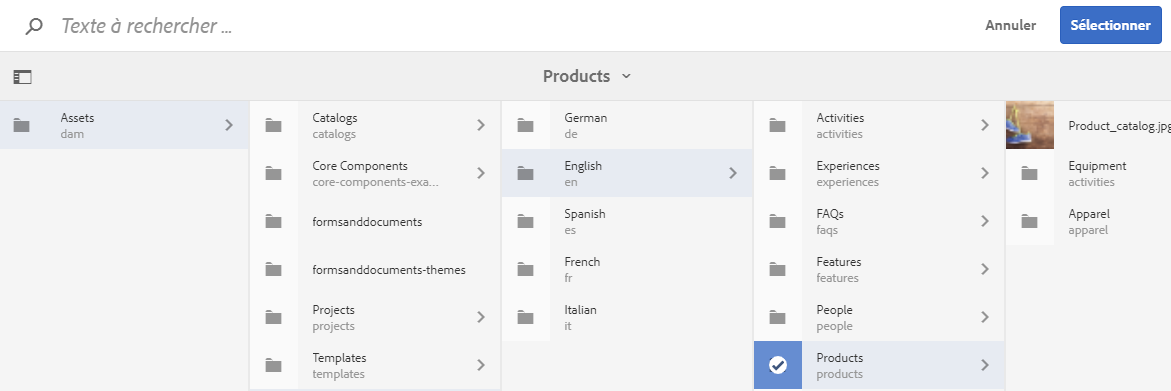 Texte à rechercher ...
Annuler
Sélectionner
Products
Assets
dam
Catalogs
catalogs
Core Components
core-components-exa...
formsanddocuments
formsanddocuments-themes
Projects
projects
Templates
templates
German
de
English
en
Spanish
es
French
fr
Italian
it
Activities
activities
Experiences
experiences
FAQs
faqs
Features
features
People
people
Products
products
Product_catalog.jpg
Equipment
activities
Apparel
apparel